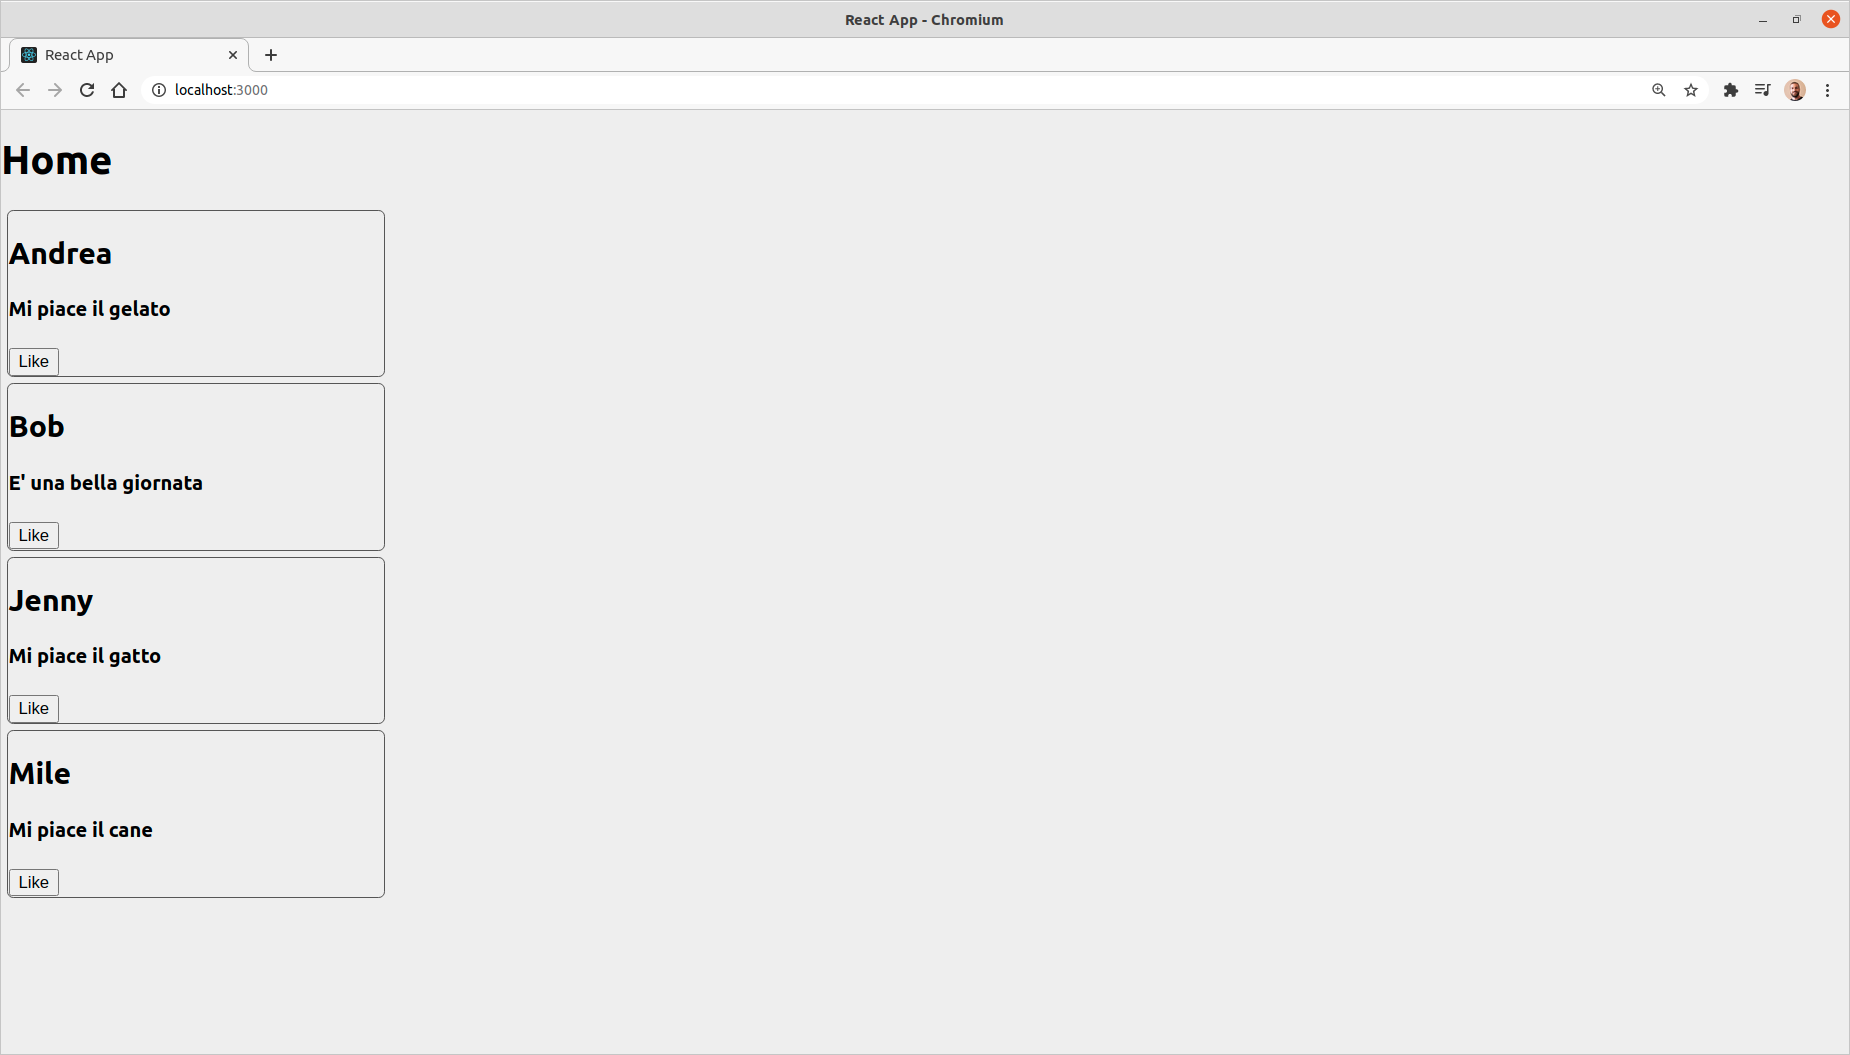 React App - Chromium
React App
localhost:3000
Home
Andrea
Mi piace il gelato
Like
Bob
E' una bella giornata
Like
Jenny
Mi piace il gatto
Like
Mile
Mi piace il cane
Like